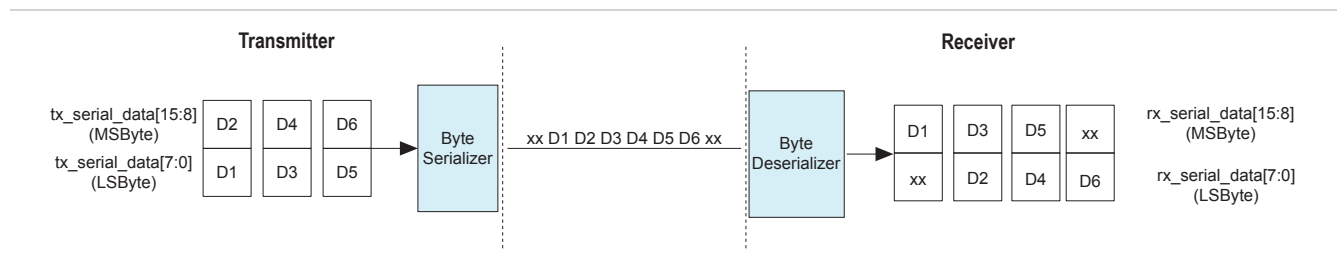 Transmitter
Receiver
tx_serial_data[15:8]
(MSByte)
D2 D4 D6
tx_serial_data[7:0]
(LSByte)
D1 D3 D5
Byte
Serializer
xx D1 D2 D3 D4 D5 D6 xx
Byte
Deserializer
D1 D3 D5 xx
xx D2 D4 D6
rx_serial_data[15:8]
(MSByte)
rx_serial_data[7:0]
(LSByte)